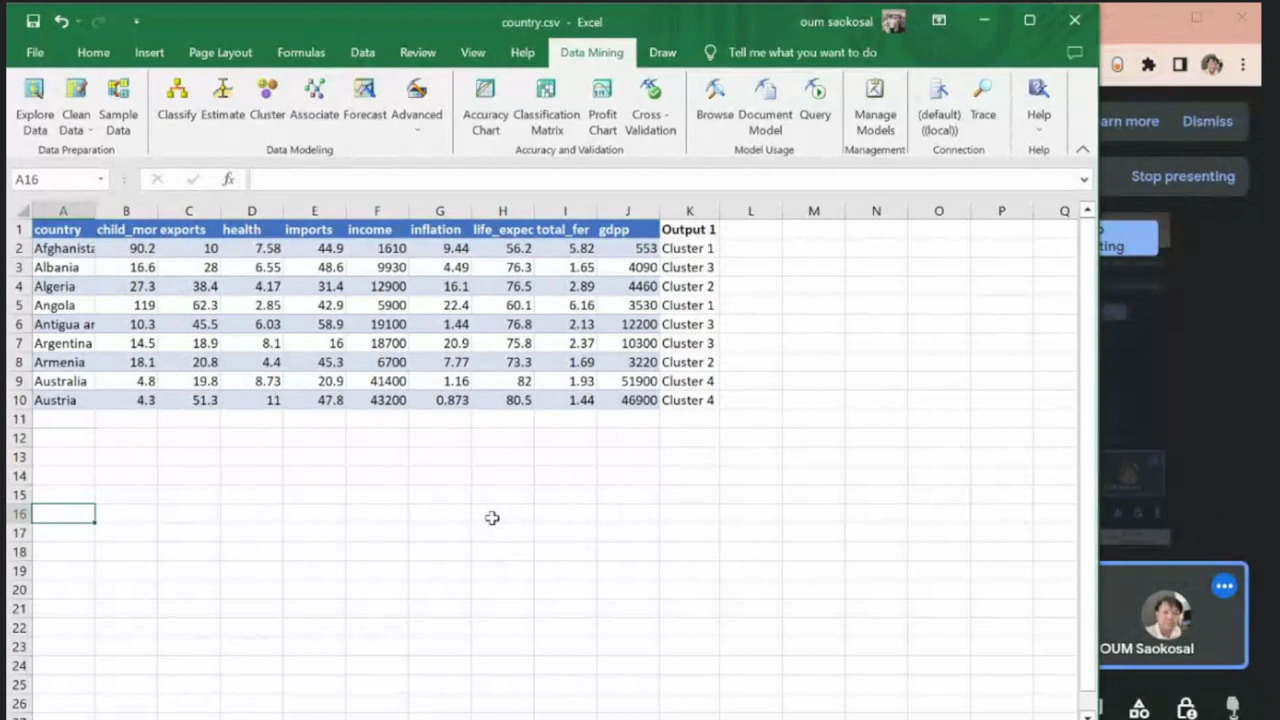 country.csv - Excel
oum saokosal
File Home Insert Page Layout Formulas Data Review View Help Data Mining Draw Tell me what you want to do
Explore Data Clean Data Sample Data Classify Estimate Cluster Associate Forecast Advanced Accuracy Chart Classification Matrix Profit Chart Cross - Validation Browse Document Model Query Manage Models (default) ((local)) Trace Help
Data Preparation Data Modeling Accuracy and Validation Model Usage Management Connection Help
A16 fx
A B C D E F G H I J K L M N O P Q
1 country child_mor exports health imports income inflation life_expec total_fer gdpp Output 1
2 Afghanista 90.2 10 7.58 44.9 1610 9.44 56.2 5.82 553 Cluster 1
3 Albania 16.6 28 6.55 48.6 9930 4.49 76.3 1.65 4090 Cluster 3
4 Algeria 27.3 38.4 4.17 31.4 12900 16.1 76.5 2.89 4460 Cluster 2
5 Angola 119 62.3 2.85 42.9 5900 22.4 60.1 6.16 3530 Cluster 1
6 Antigua ar 10.3 45.5 6.03 58.9 19100 1.44 76.8 2.13 12200 Cluster 3
7 Argentina 14.5 18.9 8.1 16 18700 20.9 75.8 2.37 10300 Cluster 3
8 Armenia 18.1 20.8 4.4 45.3 6700 7.77 73.3 1.69 3220 Cluster 2
9 Australia 4.8 19.8 8.73 20.9 41400 1.16 82 1.93 51900 Cluster 4
10 Austria 4.3 51.3 11 47.8 43200 0.873 80.5 1.44 46900 Cluster 4
11
12
13
14
15
16
17
18
19
20
21
22
23
24
25
26
arn more Dismiss
Stop presenting
ting
OUM Saokosal